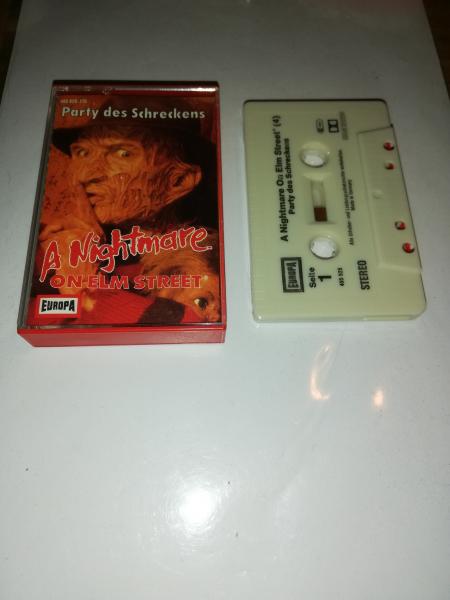 Party des Schreckens
A Nightmare
ON ELM STREET
EUROPA
A Nightmare On Elm Street" (4)
Party des Schreckens
EUROPA
Seite
1
STEREO